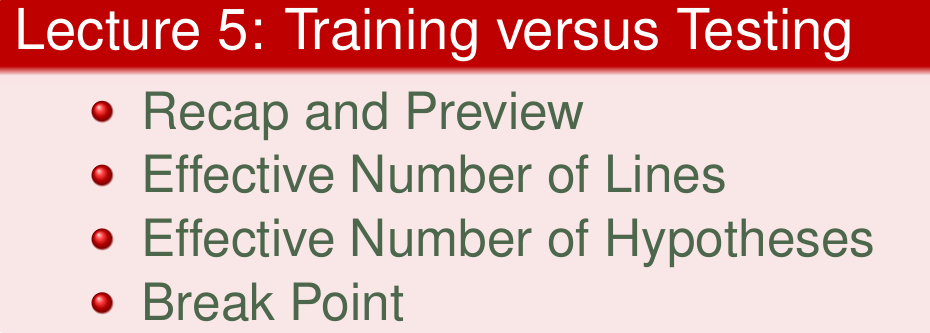 Lecture 5: Training versus Testing
Recap and Preview
Effective Number of Lines
Effective Number of Hypotheses
Break Point